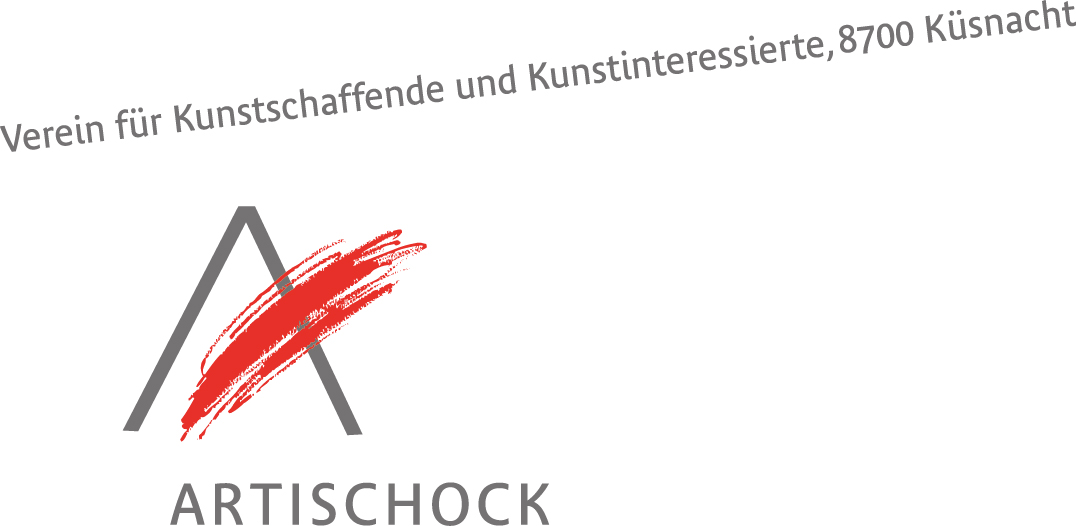 Verein für Kunstschaffende und Kunstinteressierte, 8700 Küsnacht
ARTISCHOCK